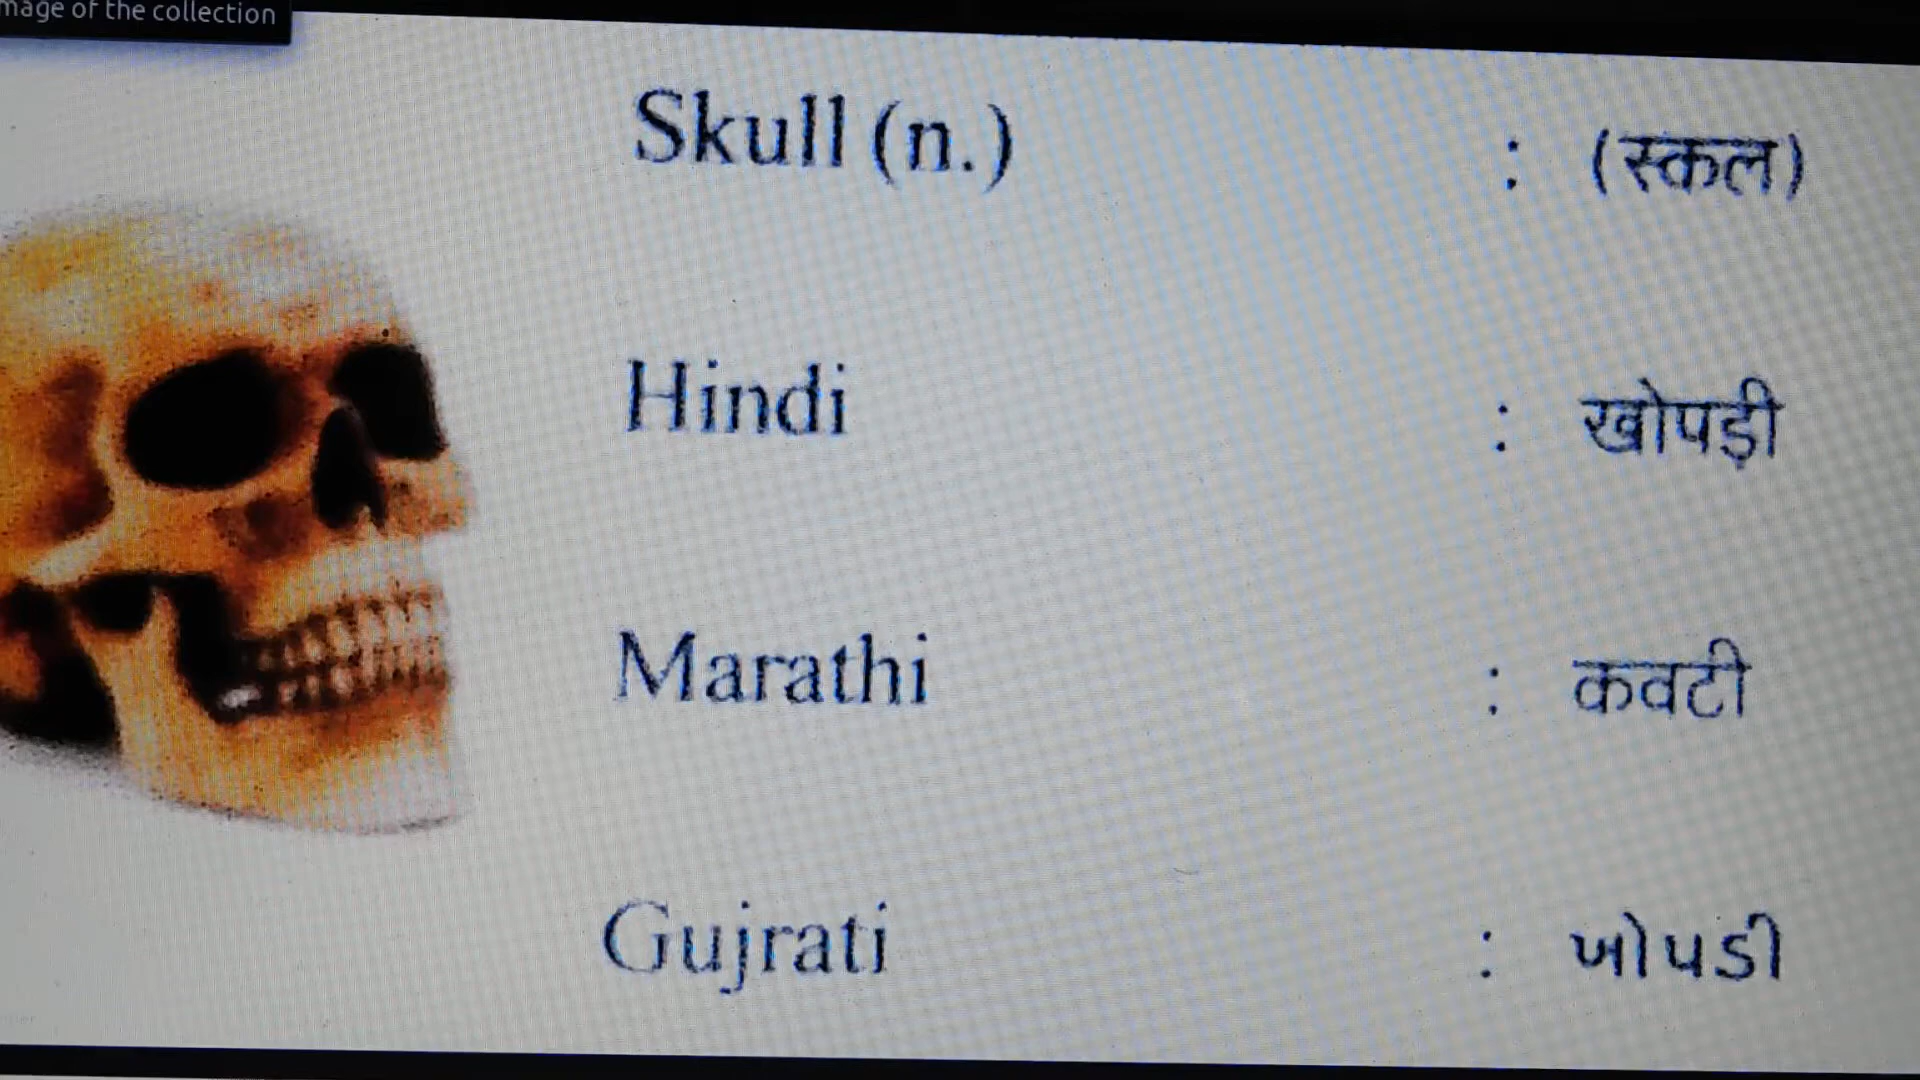 mage of the collection
Skull (n.) : (स्कल)
Hindi : खोपड़ी
Marathi : कवटी
Gujrati : ખોપડી